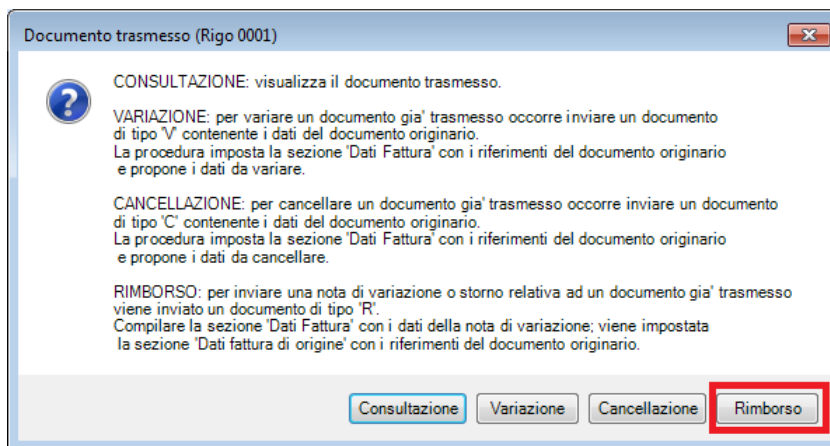 Documento trasmesso (Rigo 0001)
CONSULTAZIONE: visualizza il documento trasmesso.
VARIAZIONE: per variare un documento gia' trasmesso occorre inviare un documento
di tipo 'V' contenente i dati del documento originario.
La procedura imposta la sezione 'Dati Fattura' con i riferimenti del documento originario
e propone i dati da variare.
CANCELLAZIONE: per cancellare un documento gia' trasmesso occorre inviare un documento
di tipo 'C' contenente i dati del documento originario.
La procedura imposta la sezione 'Dati Fattura' con i riferimenti del documento originario
e propone i dati da cancellare.
RIMBORSO: per inviare una nota di variazione o storno relativa ad un documento gia' trasmesso
viene inviato un documento di tipo 'R'.
Compilare la sezione 'Dati Fattura' con i dati della nota di variazione; viene impostata
la sezione 'Dati fattura di origine' con i riferimenti del documento originario.
Consultazione Variazione Cancellazione Rimborso